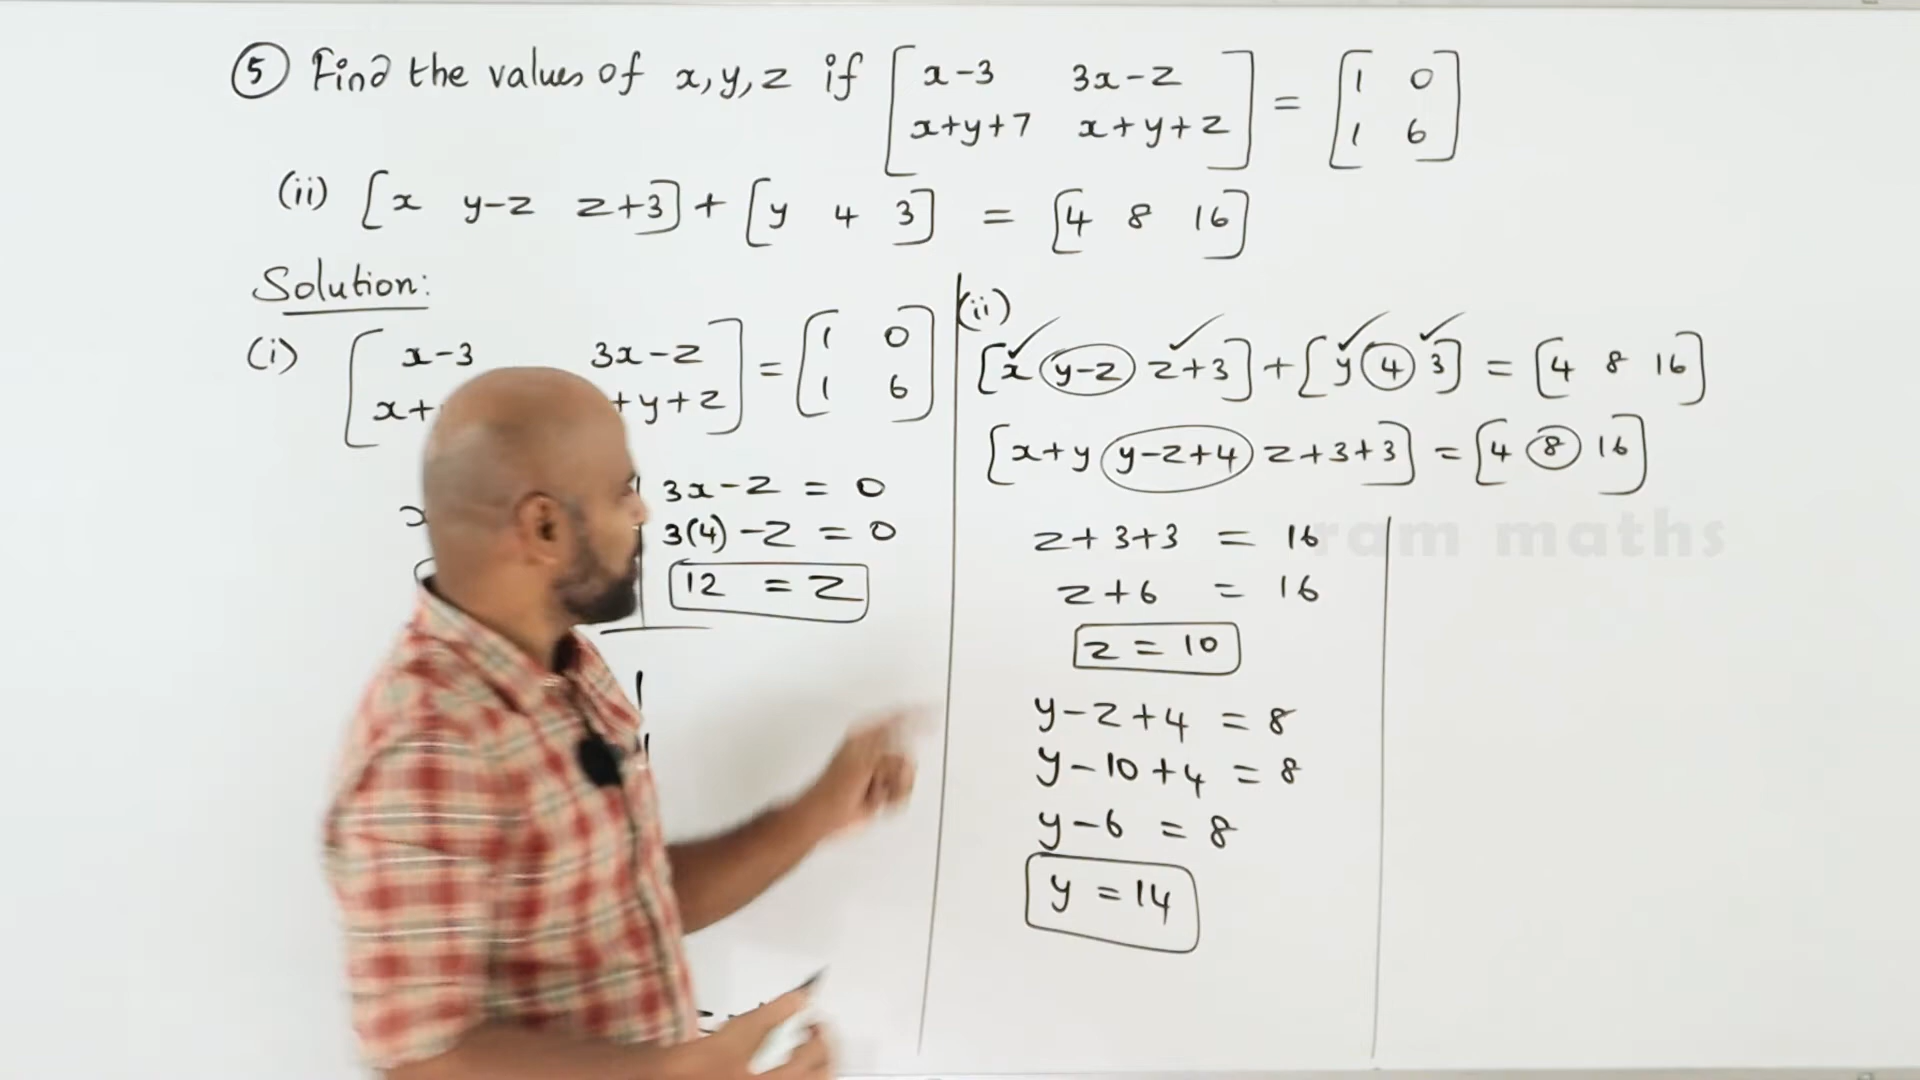 ⑤ Find the values of x, y, z if [ x-3 3x-z ; x+y+7 x+y+z ] = [ 1 0 ; 1 6 ]
(ii) [x y-z z+3] + [y 4 3] = [4 8 16]
Solution:
(i) [ x-3 3x-z ; x+ +y+z ] = [ 1 0 ; 1 6 ]
3x-z = 0
3(4)-z = 0
12 = z
(ii)
[x y-z z+3] + [y 4 3] = [4 8 16]
[x+y y-z+4 z+3+3] = [4 8 16]
z+3+3 = 16
z+6 = 16
z = 10
y-z+4 = 8
y-10+4 = 8
y-6 = 8
y = 14
ram maths